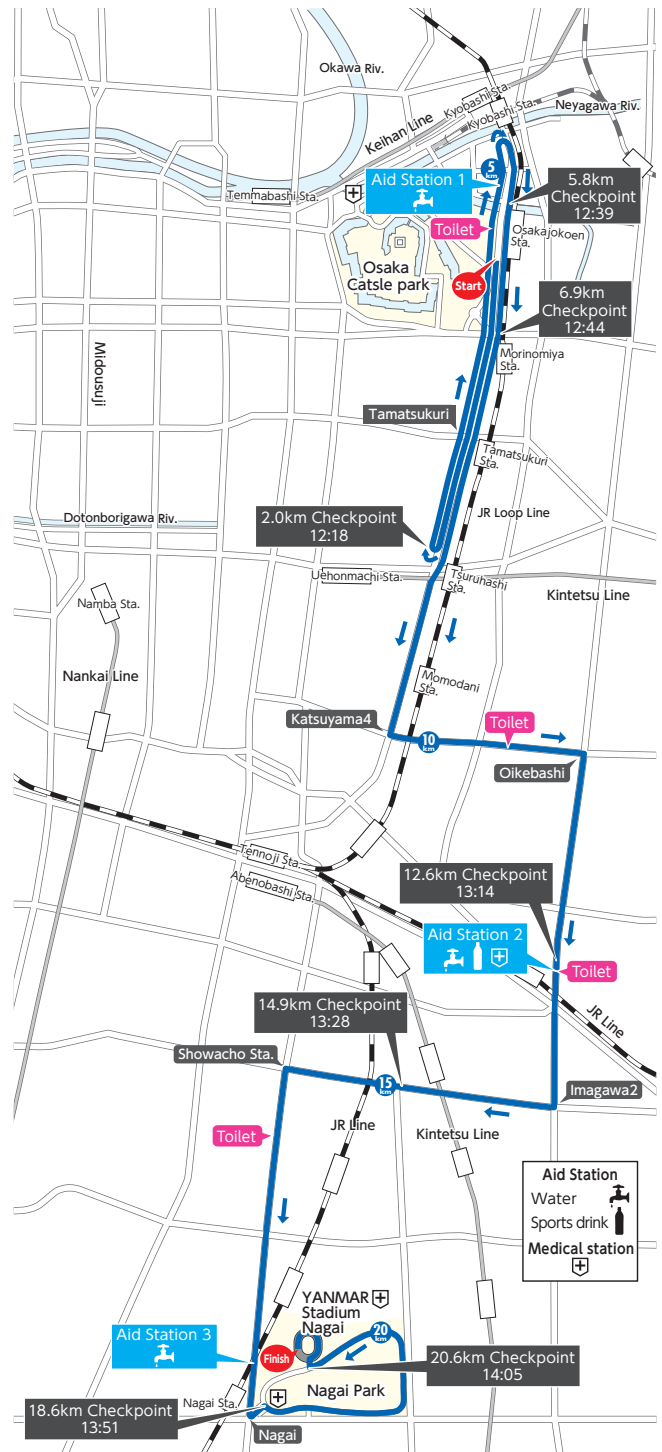 Okawa Riv.
Kyobashi Sta.
Kyobashi Sta.
Neyagawa Riv.
Keihan Line
Temmabashi Sta.
5
km
Aid Station 1
5.8km
Checkpoint
12:39
Toilet
Osakajokoen
Sta.
Osaka
Catsle park
Start
6.9km
Checkpoint
12:44
Morinomiya
Sta.
Midousuji
Tamatsukuri
Tamatsukuri
Sta.
2.0km Checkpoint
12:18
JR Loop Line
Dotonborigawa Riv.
Uehonmachi Sta.
Tsuruhashi
Sta.
Kintetsu Line
Namba Sta.
Nankai Line
Momodani
Sta.
Katsuyama4
10
km
Toilet
Oikebashi
Tennoji Sta.
Abenobashi Sta.
12.6km Checkpoint
13:14
Aid Station 2
Toilet
14.9km Checkpoint
13:28
JR Line
Showacho Sta.
15
km
Imagawa2
Toilet
JR Line
Kintetsu Line
Aid Station
Water
Sports drink
Medical station
YANMAR
Stadium
Nagai
20
km
Aid Station 3
Finish
20.6km Checkpoint
14:05
Nagai Park
Nagai Sta.
18.6km Checkpoint
13:51
Nagai